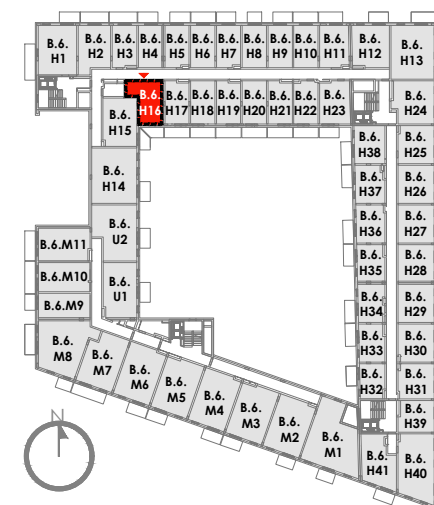 B.6. B.6. B.6. B.6. B.6. B.6. B.6. B.6. B.6. B.6. B.6. B.6. B.6.
H1 H2 H3 H4 H5 H6 H7 H8 H9 H10 H11 H12 H13
B.6. B.6. B.6. B.6. B.6. B.6. B.6. B.6. B.6.
H16 H17 H18 H19 H20 H21 H22 H23 H24
B.6.
H15
B.6. B.6.
H38 H25
B.6. B.6.
H37 H26
B.6.
H14
B.6. B.6.
H36 H27
B.6.
U2
B.6.M11
B.6. B.6.
H35 H28
B.6.M10
B.6.
U1
B.6. B.6.
H34 H29
B.6.M9
B.6. B.6.
H33 H30
B.6. B.6. B.6. B.6. B.6. B.6. B.6. B.6.
M8 M7 M6 M5 M4 M3 M2 M1
B.6. B.6.
H32 H31
B.6.
H39
B.6. B.6.
H41 H40
N